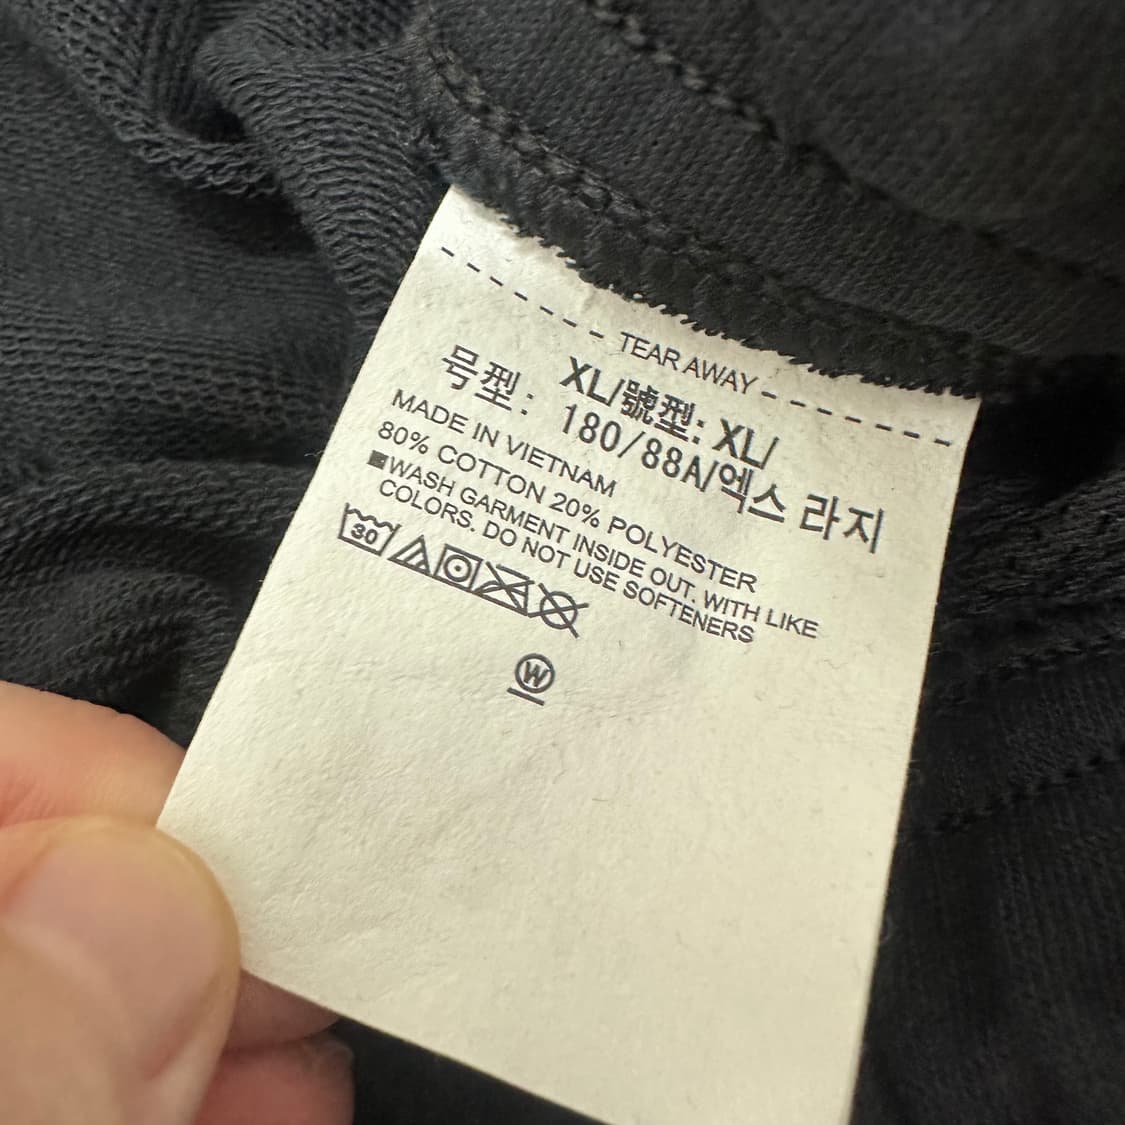 TEAR AWAY
XL/號型: XL/
号型: 180/88A/엑스 라지
MADE IN VIETNAM
80% COTTON 20% POLYESTER
■WASH GARMENT INSIDE OUT. WITH LIKE
COLORS. DO NOT USE SOFTENERS
30
W